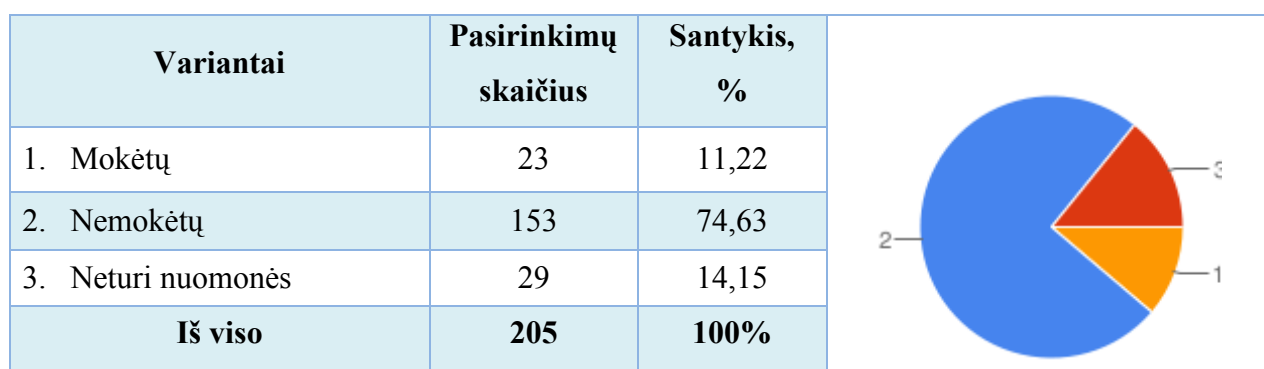 Variantai
Pasirinkimų
skaičius
Santykis,
%
1. Mokėtų 23 11,22
2. Nemokėtų 153 74,63
3. Neturi nuomonės 29 14,15
Iš viso 205 100%
3
2
1